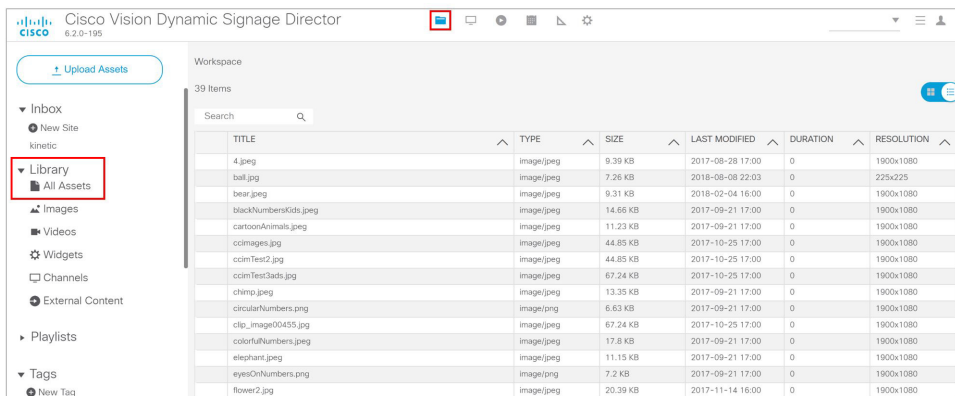 Cisco Vision Dynamic Signage Director
CISCO 6.2.0-195
Upload Assets
Inbox
New Site
kinetic
Library
All Assets
Images
Videos
Widgets
Channels
External Content
Playlists
Tags
New Tag
Workspace
39 Items
Search
TITLE TYPE SIZE LAST MODIFIED DURATION RESOLUTION
4.jpeg image/jpeg 9.39 KB 2017-08-28 17:00 0 1900x1080
ball.jpg image/jpeg 7.26 KB 2018-08-08 22:03 0 225x225
bear.jpeg image/jpeg 9.31 KB 2018-02-04 16:00 0 1900x1080
blackNumbersKids.jpeg image/jpeg 14.66 KB 2017-09-21 17:00 0 1900x1080
cartoonAnimals.jpeg image/jpeg 11.23 KB 2017-09-21 17:00 0 1900x1080
ccimages.jpg image/jpeg 44.85 KB 2017-10-25 17:00 0 1900x1080
ccimTest2.jpg image/jpeg 44.85 KB 2017-10-25 17:00 0 1900x1080
ccimTest3ads.jpg image/jpeg 67.24 KB 2017-10-25 17:00 0 1900x1080
chimp.jpeg image/jpeg 13.35 KB 2017-09-21 17:00 0 1900x1080
circularNumbers.png image/png 6.63 KB 2017-09-21 17:00 0 1900x1080
clip_image00455.jpg image/jpeg 67.24 KB 2017-10-25 17:00 0 1900x1080
colorfulNumbers.jpeg image/jpeg 17.8 KB 2017-09-21 17:00 0 1900x1080
elephant.jpeg image/jpeg 11.15 KB 2017-09-21 17:00 0 1900x1080
eyesOnNumbers.png image/png 7.2 KB 2017-09-21 17:00 0 1900x1080
flower2.jpg image/jpeg 20.39 KB 2017-11-14 16:00 0 1900x1080